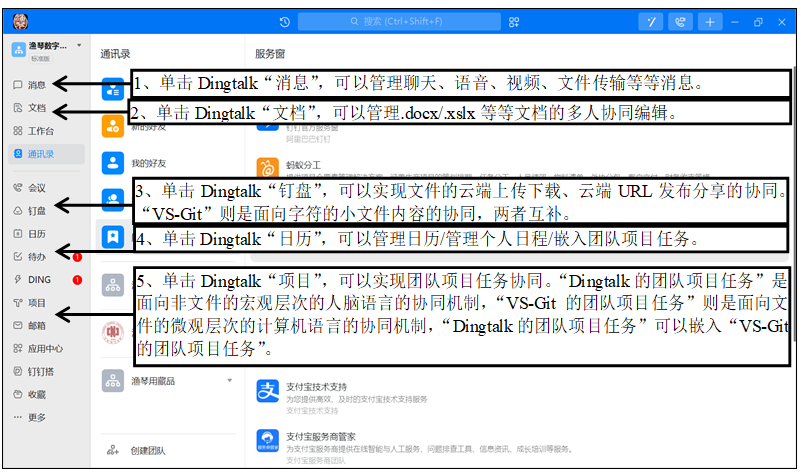 搜索 (Ctrl+Shift+F)
渔琴数字...
标准版
通讯录
服务窗
消息
1、单击 Dingtalk“消息”，可以管理聊天、语音、视频、文件传输等等消息。
文档
2、单击 Dingtalk“文档”，可以管理.docx/.xslx 等等文档的多人协同编辑。
工作台
新的好友
钉钉官方服务窗
阿里巴巴钉钉
通讯录
我的好友
蚂蚁分工
会议
3、单击 Dingtalk“钉盘”，可以实现文件的云端上传下载、云端 URL 发布分享的协同。
钉盘
“VS-Git”则是面向字符的小文件内容的协同，两者互补。
日历
4、单击 Dingtalk“日历”，可以管理日历/管理个人日程/嵌入团队项目任务。
待办
1
DING
1
5、单击 Dingtalk“项目”，可以实现团队项目任务协同。“Dingtalk 的团队项目任务”是
项目
面向非文件的宏观层次的人脑语言的协同机制，“VS-Git 的团队项目任务”则是面向文
邮箱
件的微观层次的计算机语言的协同机制，“Dingtalk 的团队项目任务”可以嵌入“VS-Git
应用中心
的团队项目任务”。
钉钉搭
渔琴用藏品
收藏
支付宝技术支持
为您提供高效、及时的支付宝技术支持服务
支付宝技术支持
更多
支付宝服务商管家
为支付宝服务商提供在线智能与人工服务、问题排查工具、信息资讯、成长培训等服务。
支付宝服务商团队
创建团队